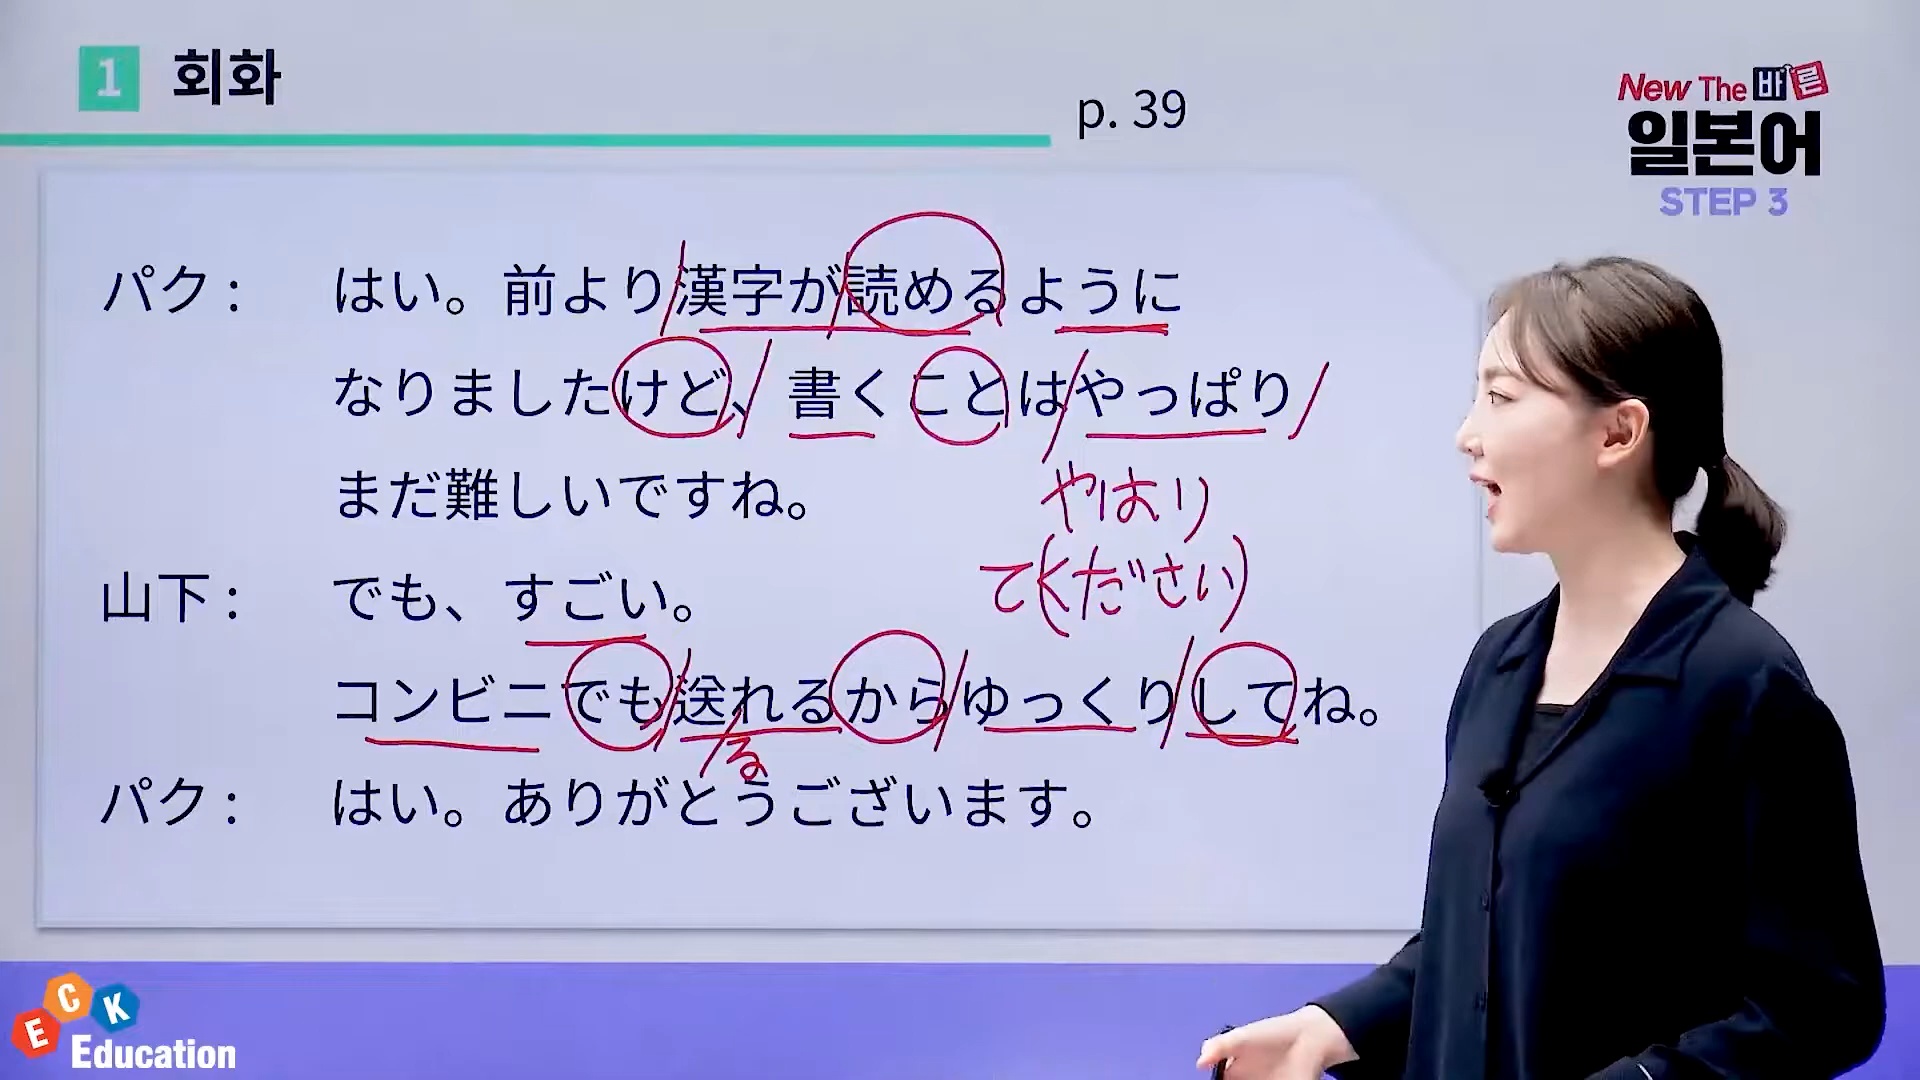 1 회화
p. 39
New The 바른
일본어
STEP 3
パク : はい。前より漢字が読めるように
なりましたけど、書くことはやっぱり
まだ難しいですね。
やはり
て(ください)
山下 : でも、すごい。
コンビニでも送れるからゆっくりしてね。
る
パク : はい。ありがとうございます。
ECK
Education